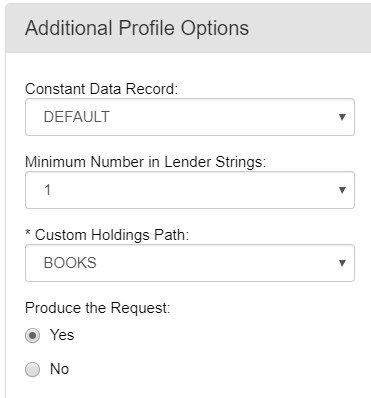 Additional Profile Options
Constant Data Record:
DEFAULT
Minimum Number in Lender Strings:
1
* Custom Holdings Path:
BOOKS
Produce the Request:
Yes
No